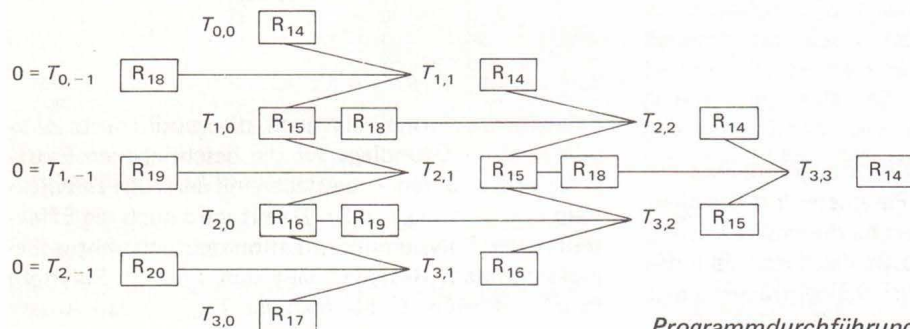 T₀,₀ R₁₄
0 = T₀,₋₁ R₁₈ T₁,₁ R₁₄
T₁,₀ R₁₅ R₁₈ T₂,₂ R₁₄
0 = T₁,₋₁ R₁₉ T₂,₁ R₁₅ R₁₈ T₃,₃ R₁₄
T₂,₀ R₁₆ R₁₉ T₃,₂ R₁₅
0 = T₂,₋₁ R₂₀ T₃,₁ R₁₆
T₃,₀ R₁₇
Programmdurchführung